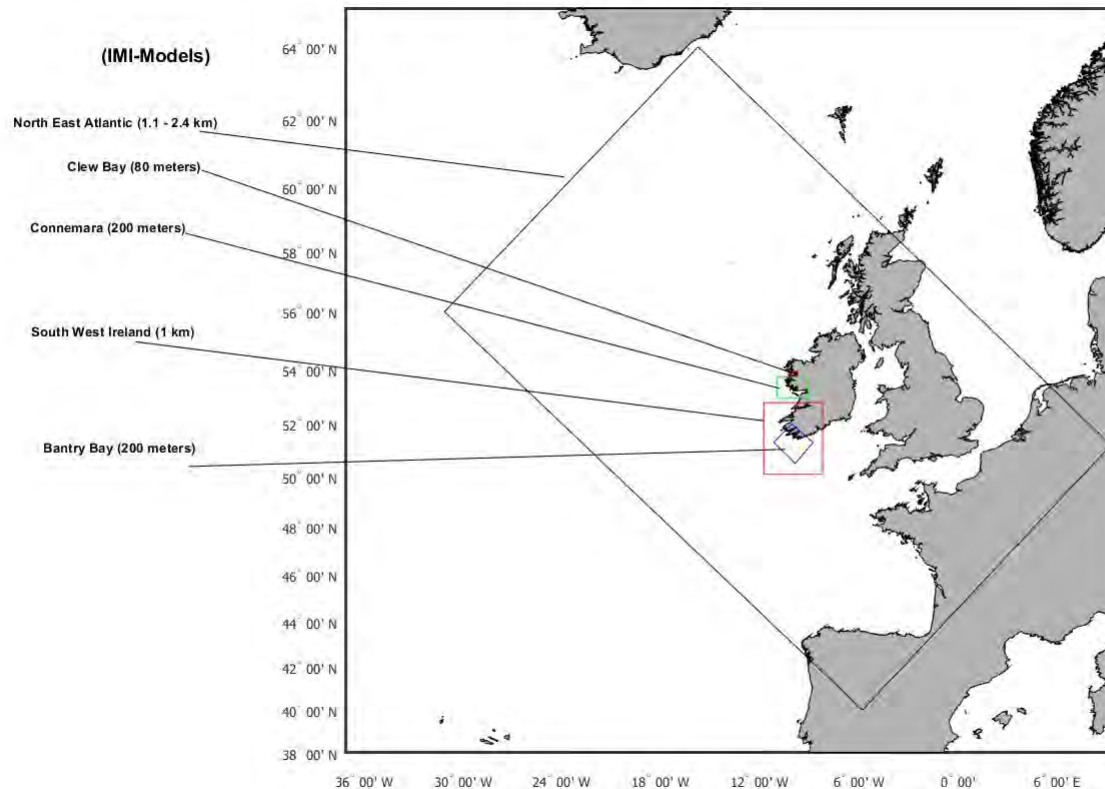 (IMI-Models)
North East Atlantic (1.1 - 2.4 km)
Clew Bay (80 meters)
Connemara (200 meters)
South West Ireland (1 km)
Bantry Bay (200 meters)
64° 00' N
62° 00' N
60° 00' N
58° 00' N
56° 00' N
54° 00' N
52° 00' N
50° 00' N
48° 00' N
46° 00' N
44° 00' N
42° 00' N
40° 00' N
38° 00' N
36° 00' W 30° 00' W 24° 00' W 18° 00' W 12° 00' W 6° 00' W 0° 00' 6° 00' E